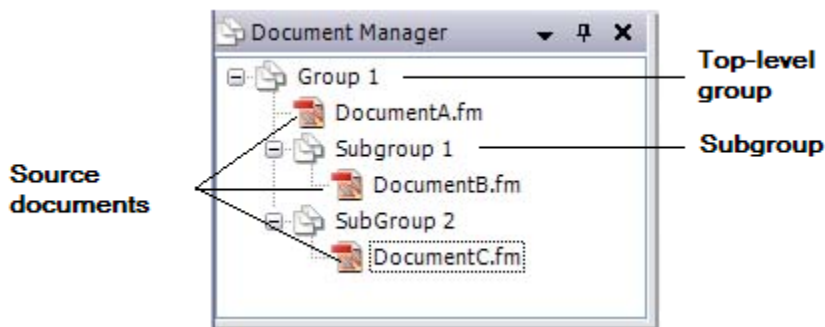 Document Manager
Group 1
Top-level
group
DocumentA.fm
Subgroup 1
Subgroup
Source
documents
DocumentB.fm
SubGroup 2
DocumentC.fm